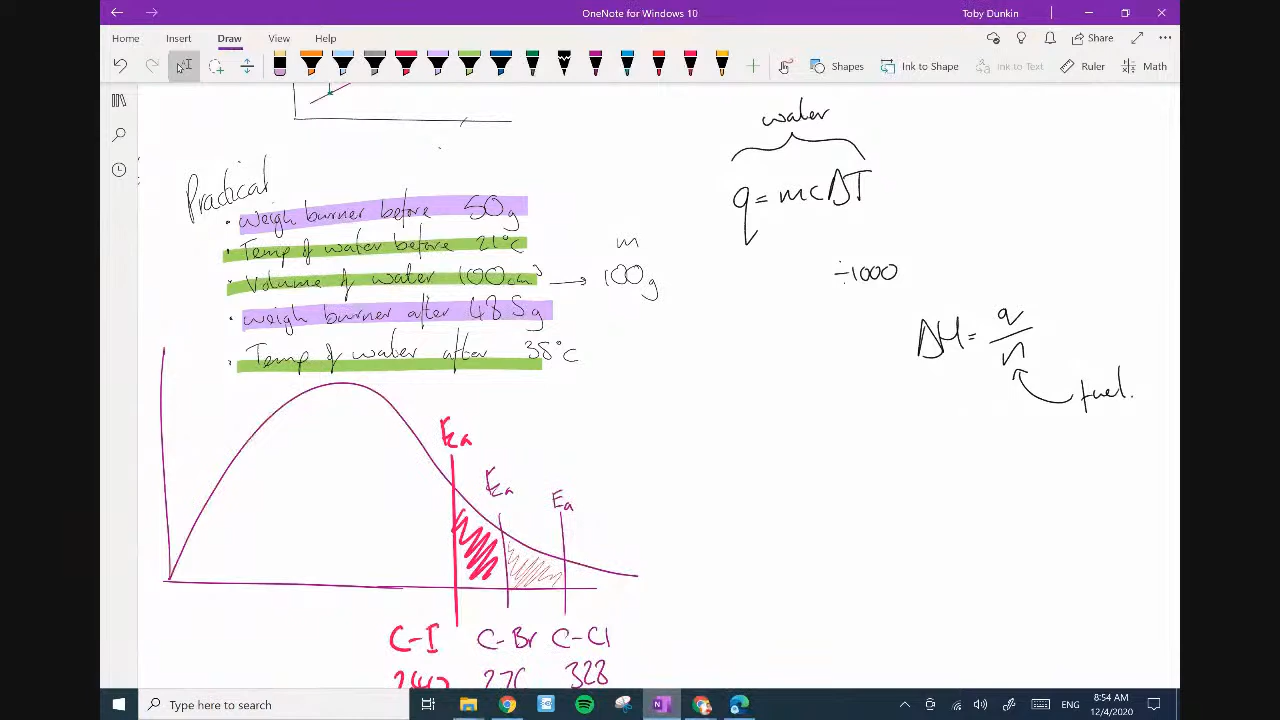 OneNote for Windows 10
Toby Dunkin
Home Insert Draw View Help
Share
Shapes
Ink to Shape
Ink to Text
Ruler
Math
water
q = mcΔT
÷1000
ΔH = q/n
fuel.
Practical
• weigh burner before 50g
• Temp of water before 21°C
m
• Volume of water 100cm³ → 100g
• weigh burner after 48.5g
• Temp of water after 38°C
Ea
Ea
Ea
C-I C-Br C-Cl
328
Type here to search
ENG
8:54 AM
12/4/2020